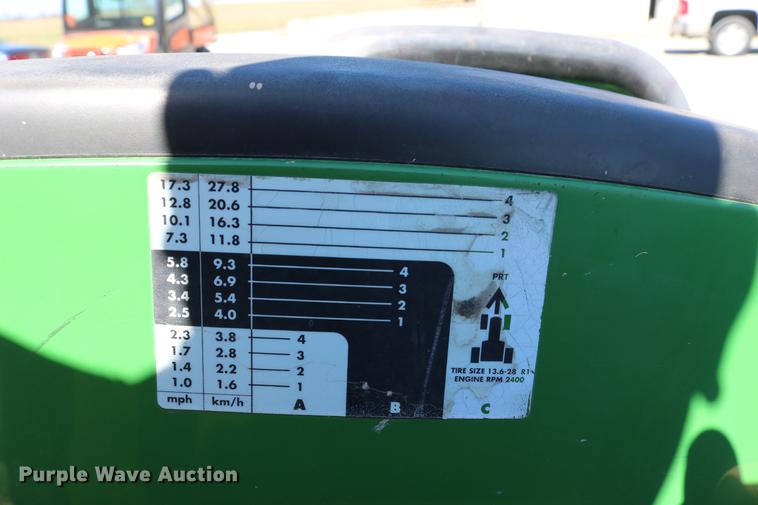 17.3 27.8 4
12.8 20.6 3
10.1 16.3 2
7.3 11.8 1
5.8 9.3 4
4.3 6.9 3
3.4 5.4 2
2.5 4.0 1
2.3 3.8 4
1.7 2.8 3
1.4 2.2 2
1.0 1.6 1
mph km/h A B C
PRT
TIRE SIZE 13.6-28 R1
ENGINE RPM 2400
Purple Wave Auction